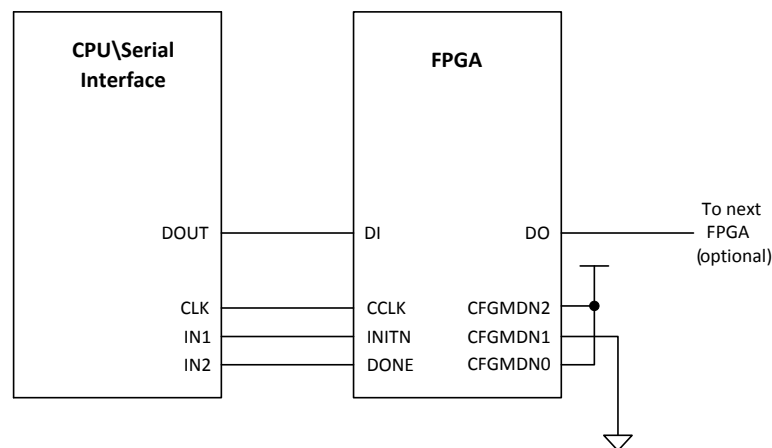 CPU\Serial
Interface
FPGA
DOUT
DI
DO
To next
FPGA
(optional)
CLK
CCLK
CFGMDN2
IN1
INITN
CFGMDN1
IN2
DONE
CFGMDN0